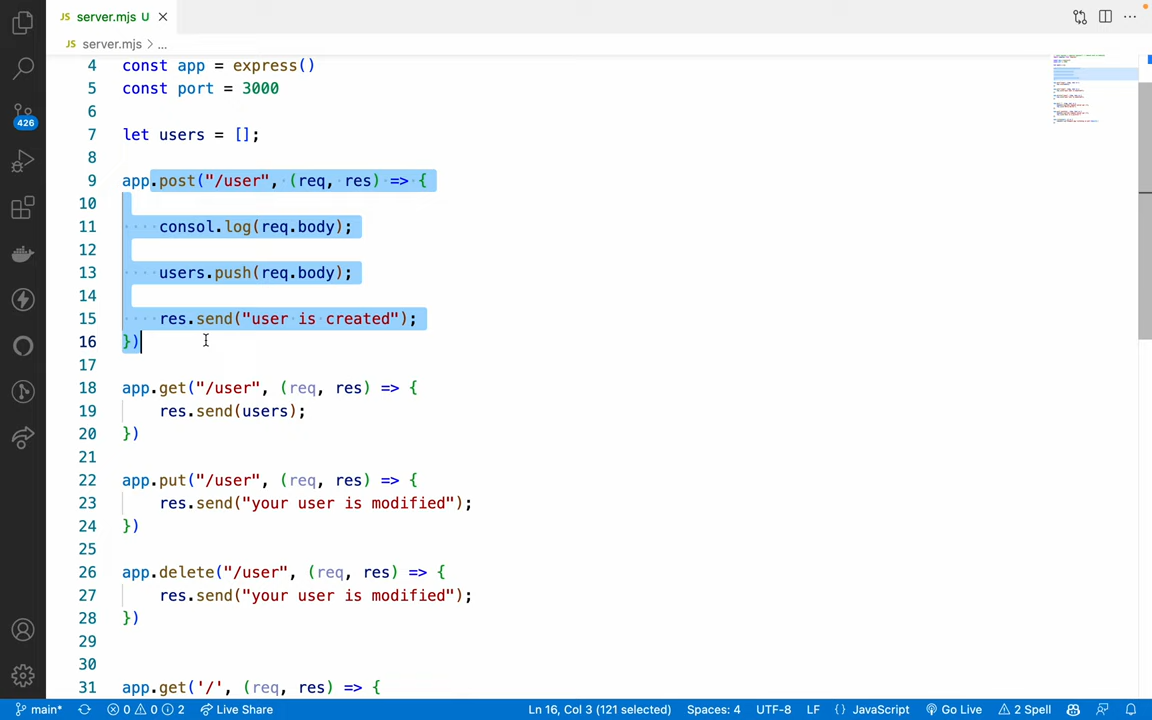 JS server.mjs U
JS server.mjs > ...
4 const app = express()
5 const port = 3000
6
7 let users = [];
8
9 app.post("/user", (req, res) => {
10
11 consol.log(req.body);
12
13 users.push(req.body);
14
15 res.send("user is created");
16 })
17
18 app.get("/user", (req, res) => {
19 res.send(users);
20 })
21
22 app.put("/user", (req, res) => {
23 res.send("your user is modified");
24 })
25
26 app.delete("/user", (req, res) => {
27 res.send("your user is modified");
28 })
29
30
31 app.get('/', (req, res) => {
426
main* 0 0 2 Live Share Ln 16, Col 3 (121 selected) Spaces: 4 UTF-8 LF {} JavaScript Go Live 2 Spell